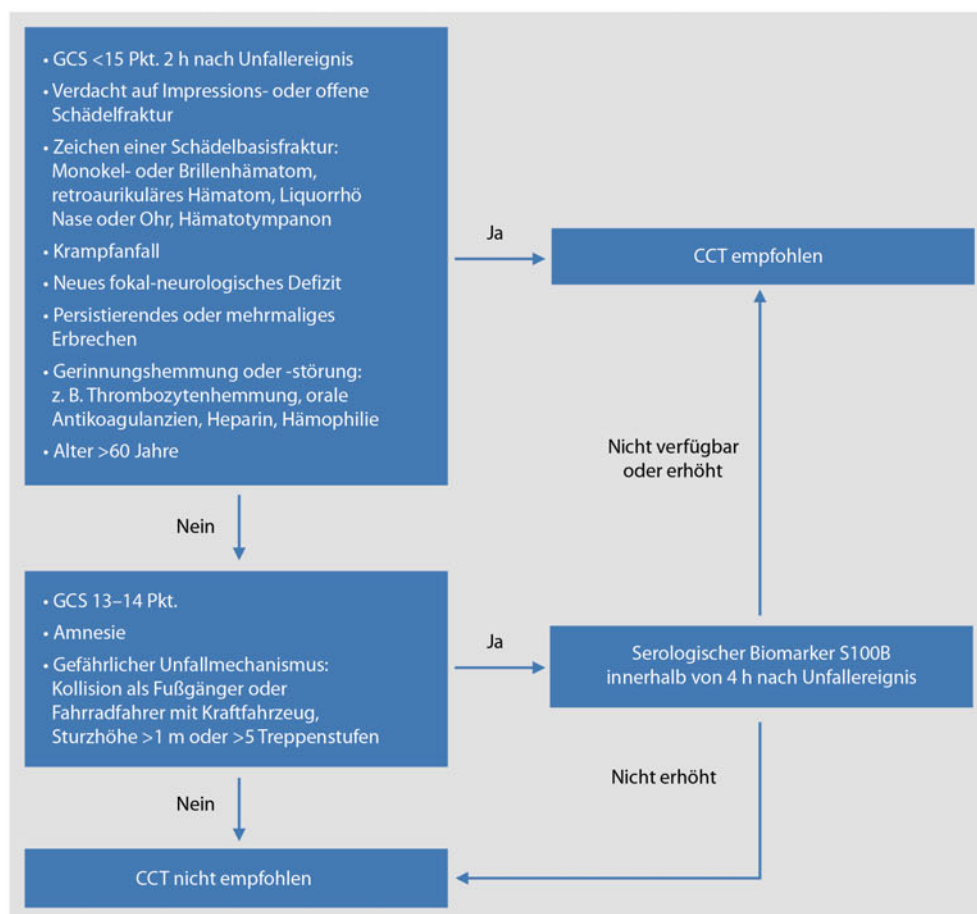 • GCS <15 Pkt. 2 h nach Unfallereignis
• Verdacht auf Impressions- oder offene
Schädelfraktur
• Zeichen einer Schädelbasisfraktur:
Monokel- oder Brillenhämatom,
retroaurikuläres Hämatom, Liquorrhö
Nase oder Ohr, Hämatotympanon
• Krampfanfall
• Neues fokal-neurologisches Defizit
• Persistierendes oder mehrmaliges
Erbrechen
• Gerinnungshemmung oder -störung:
z. B. Thrombozytenhemmung, orale
Antikoagulanzien, Heparin, Hämophilie
• Alter >60 Jahre
Ja
CCT empfohlen
Nicht verfügbar
oder erhöht
Nein
• GCS 13–14 Pkt.
• Amnesie
• Gefährlicher Unfallmechanismus:
Kollision als Fußgänger oder
Fahrradfahrer mit Kraftfahrzeug,
Sturzhöhe >1 m oder >5 Treppenstufen
Ja
Serologischer Biomarker S100B
innerhalb von 4 h nach Unfallereignis
Nicht erhöht
Nein
CCT nicht empfohlen